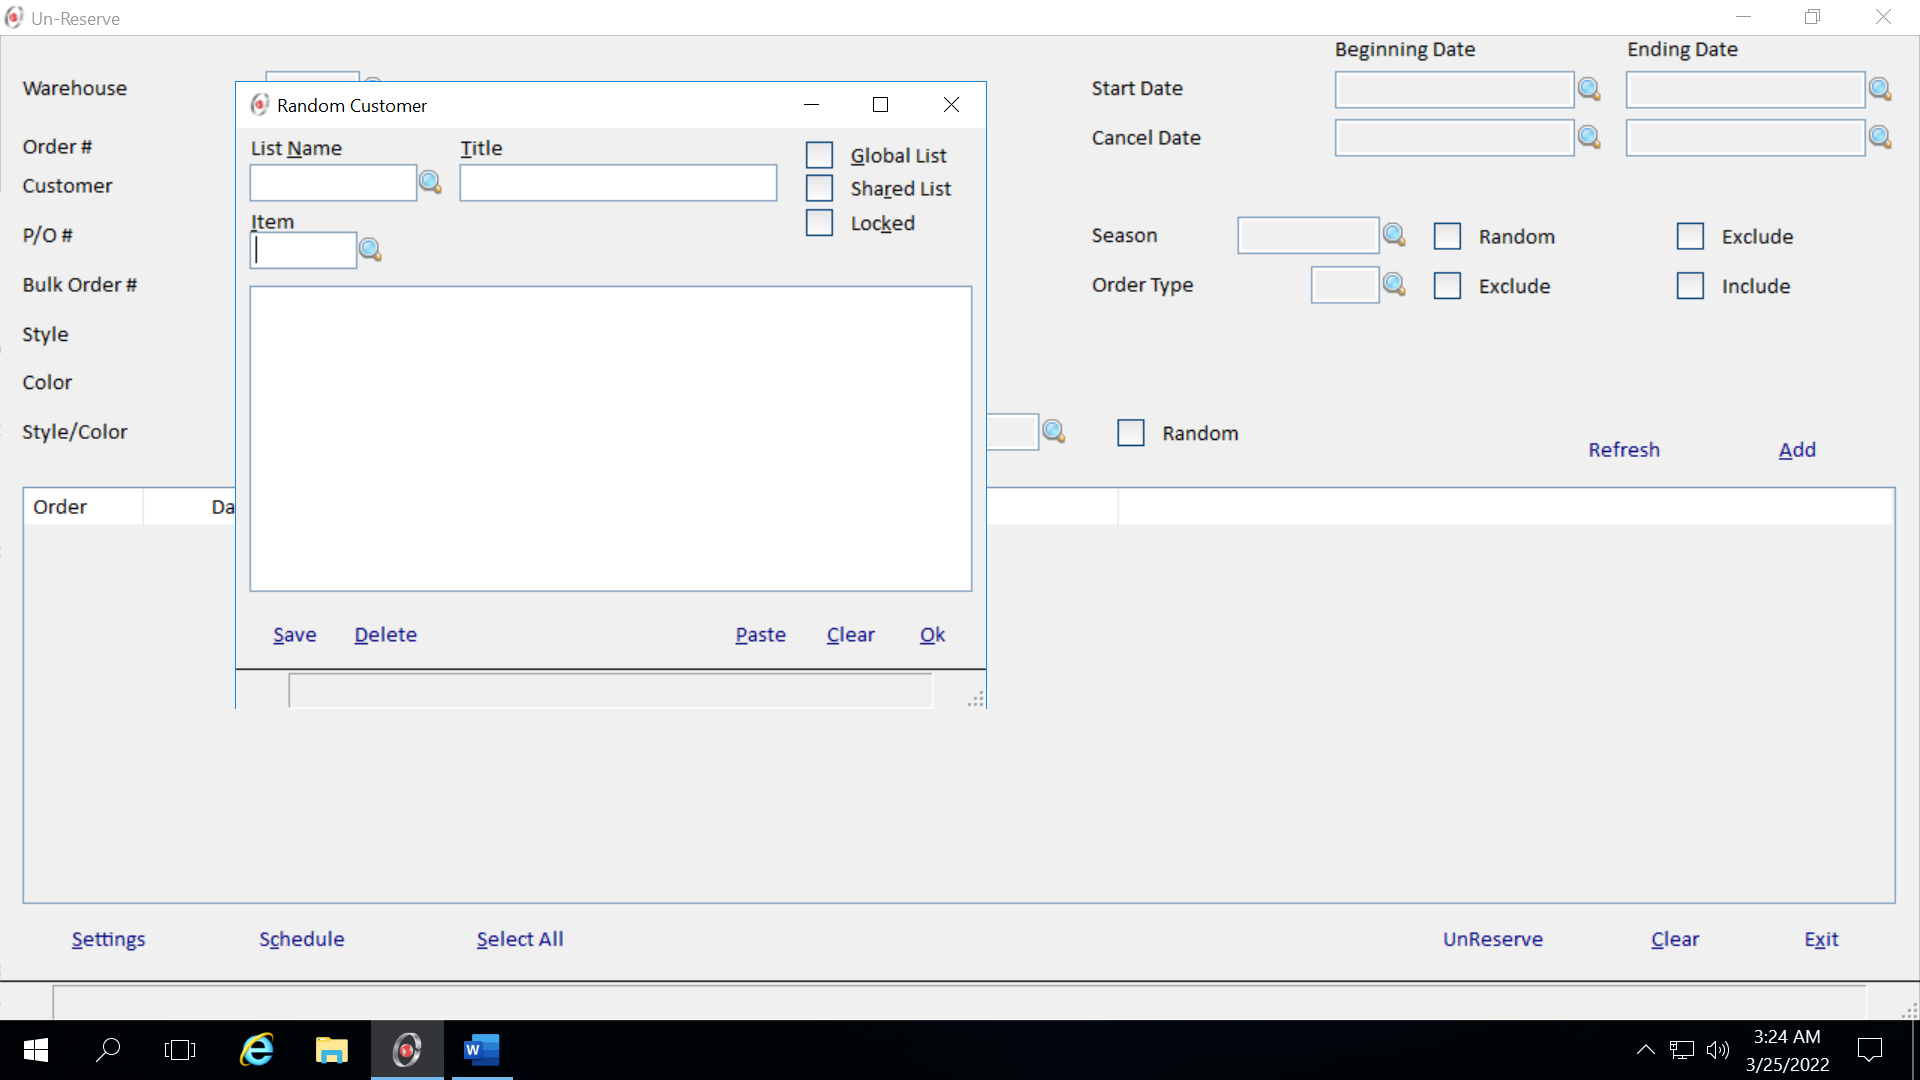 Un-Reserve
Beginning Date
Ending Date
Warehouse
Start Date
Cancel Date
Order #
Customer
P/O #
Bulk Order #
Style
Color
Style/Color
Random Customer
List Name
Title
Global List
Shared List
Locked
Item
Save
Delete
Paste
Clear
Ok
Season
Random
Exclude
Order Type
Exclude
Include
Random
Refresh
Add
Order
Da
Settings
Schedule
Select All
UnReserve
Clear
Exit
3:24 AM
3/25/2022